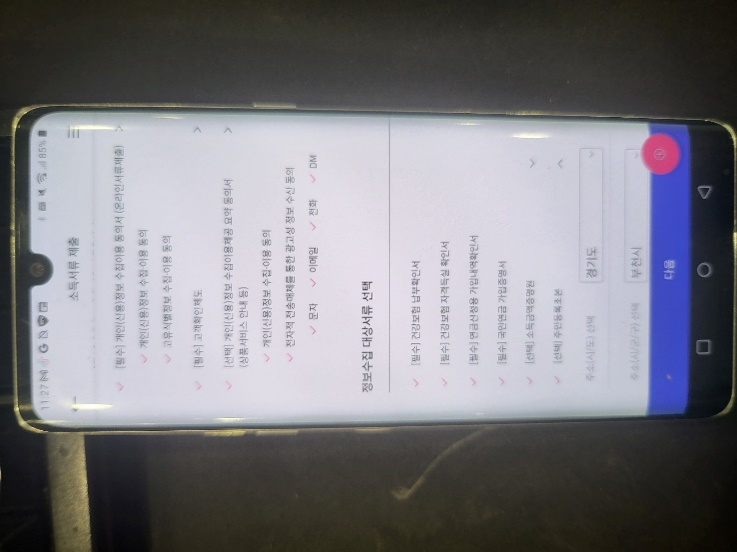 11:27
85%
소득서류 제출
[필수] 개인(신용)정보 수집이용 동의서 (온라인서류제출)
개인(신용)정보 수집·이용 동의
고유식별정보 수집·이용 동의
[필수] 고객확인제도
[선택] 개인(신용)정보 수집이용제공 요약 동의서
(상품서비스 안내 등)
개인(신용)정보 수집·이용 동의
전자적 전송매체를 통한 광고성 정보 수신 동의
문자 이메일 전화 DM
정보수집 대상서류 선택
[필수] 건강보험 납부확인서
[필수] 건강보험 자격득실 확인서
[필수] 연금산정용 가입내역확인서
[필수] 국민연금 가입증명서
[선택] 소득금액증명원
[선택] 주민등록초본
주소(시/도) 선택 경기도
주소(시/군/구) 선택 부천시
다음